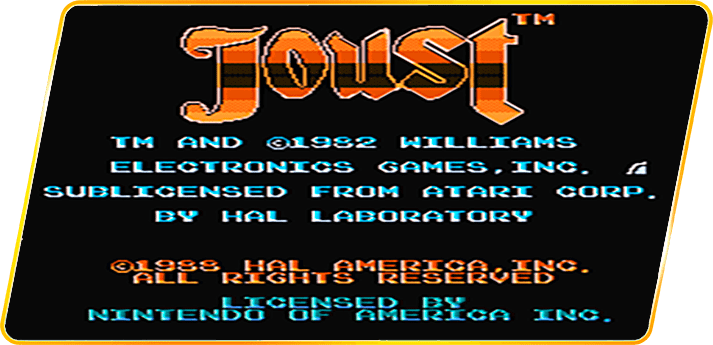 Joust™
TM AND ©1982 WILLIAMS
ELECTRONICS GAMES,INC.
SUBLICENSED FROM ATARI CORP.
BY HAL LABORATORY
©1988 HAL AMERICA,INC.
ALL RIGHTS RESERVED
LICENSED BY
NINTENDO OF AMERICA INC.